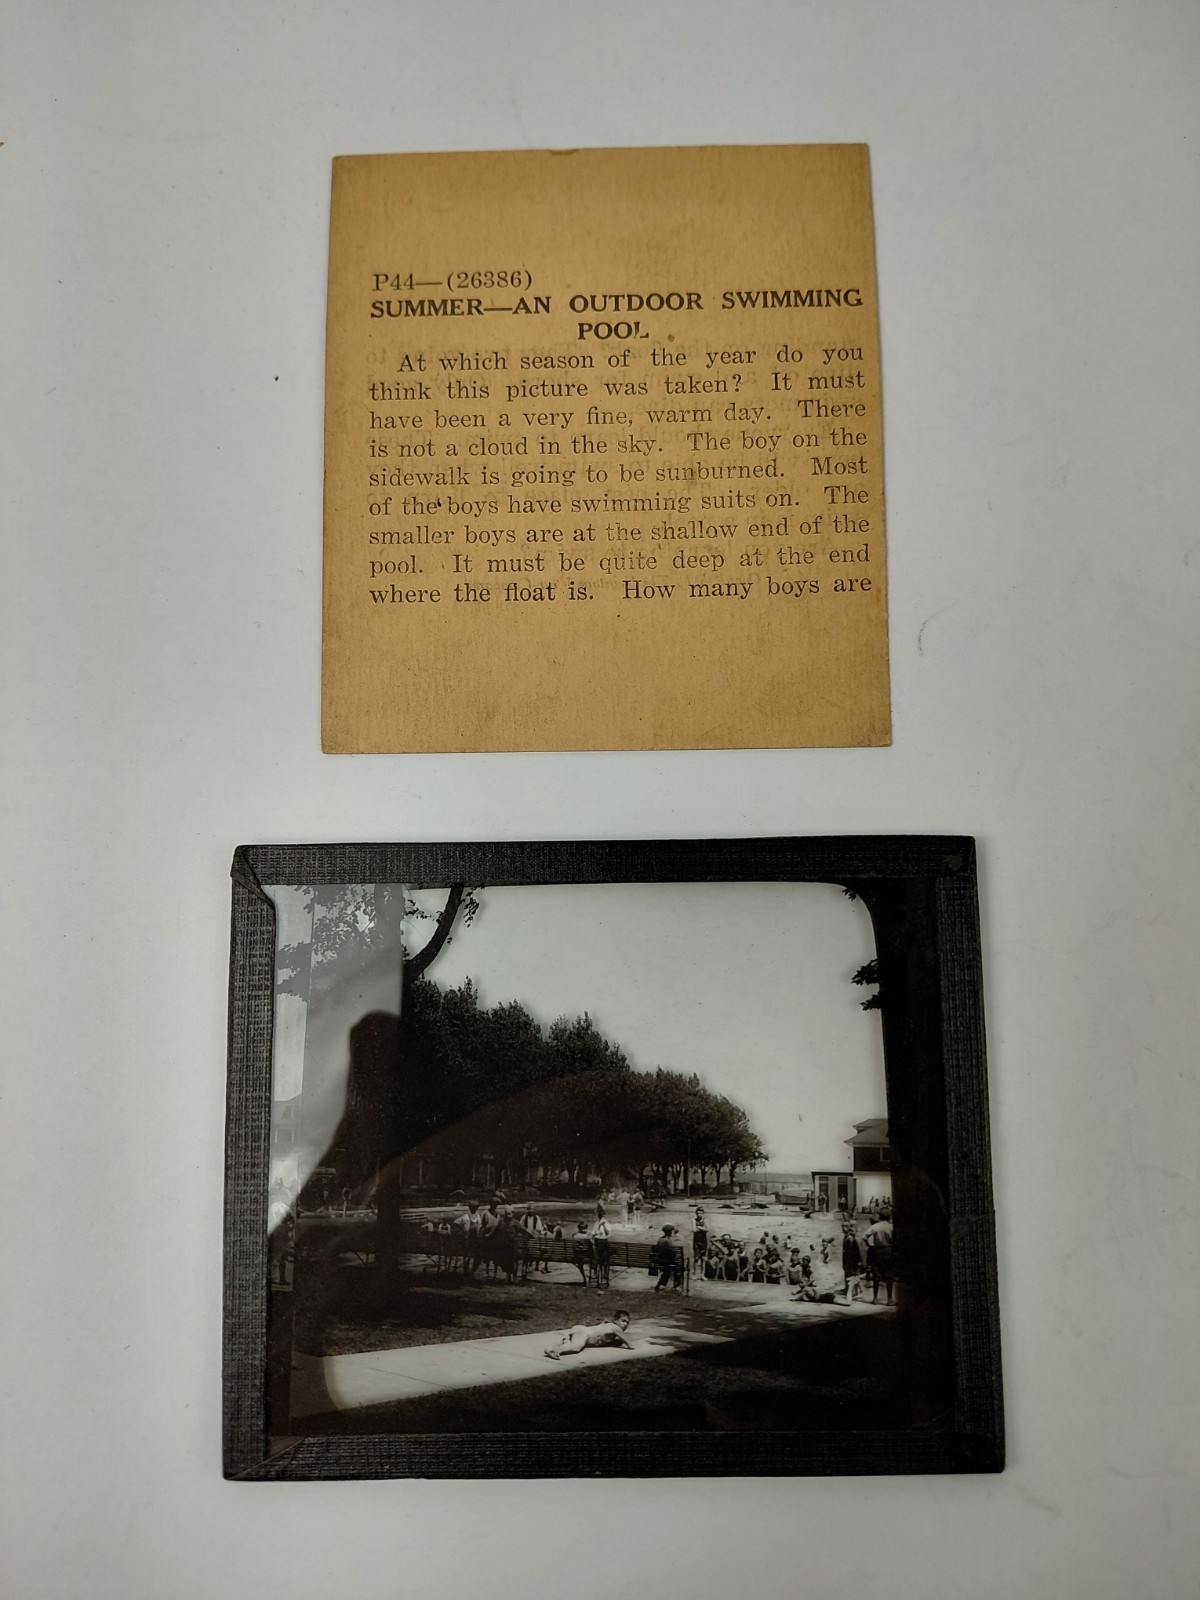 P44—(26386)
SUMMER—AN OUTDOOR SWIMMING
POOL
At which season of the year do you
think this picture was taken? It must
have been a very fine, warm day. There
is not a cloud in the sky. The boy on the
sidewalk is going to be sunburned. Most
of the boys have swimming suits on. The
smaller boys are at the shallow end of the
pool. It must be quite deep at the end
where the float is. How many boys are